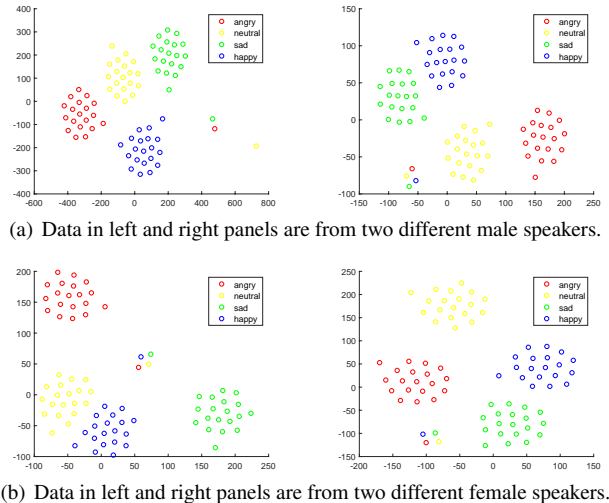 400
300
200
100
0
-100
-200
-300
-400
-600 -400 -200 0 200 400 600 800
angry
neutral
sad
happy
150
100
50
0
-50
-100
-150 -100 -50 0 50 100 150 200 250
angry
neutral
sad
happy
(a) Data in left and right panels are from two different male speakers.
200
150
100
50
0
-50
-100
-100 -50 0 50 100 150 200 250
angry
neutral
sad
happy
250
200
150
100
50
0
-50
-100
-150
-200 -150 -100 -50 0 50 100 150 200
angry
neutral
sad
happy
(b) Data in left and right panels are from two different female speakers.